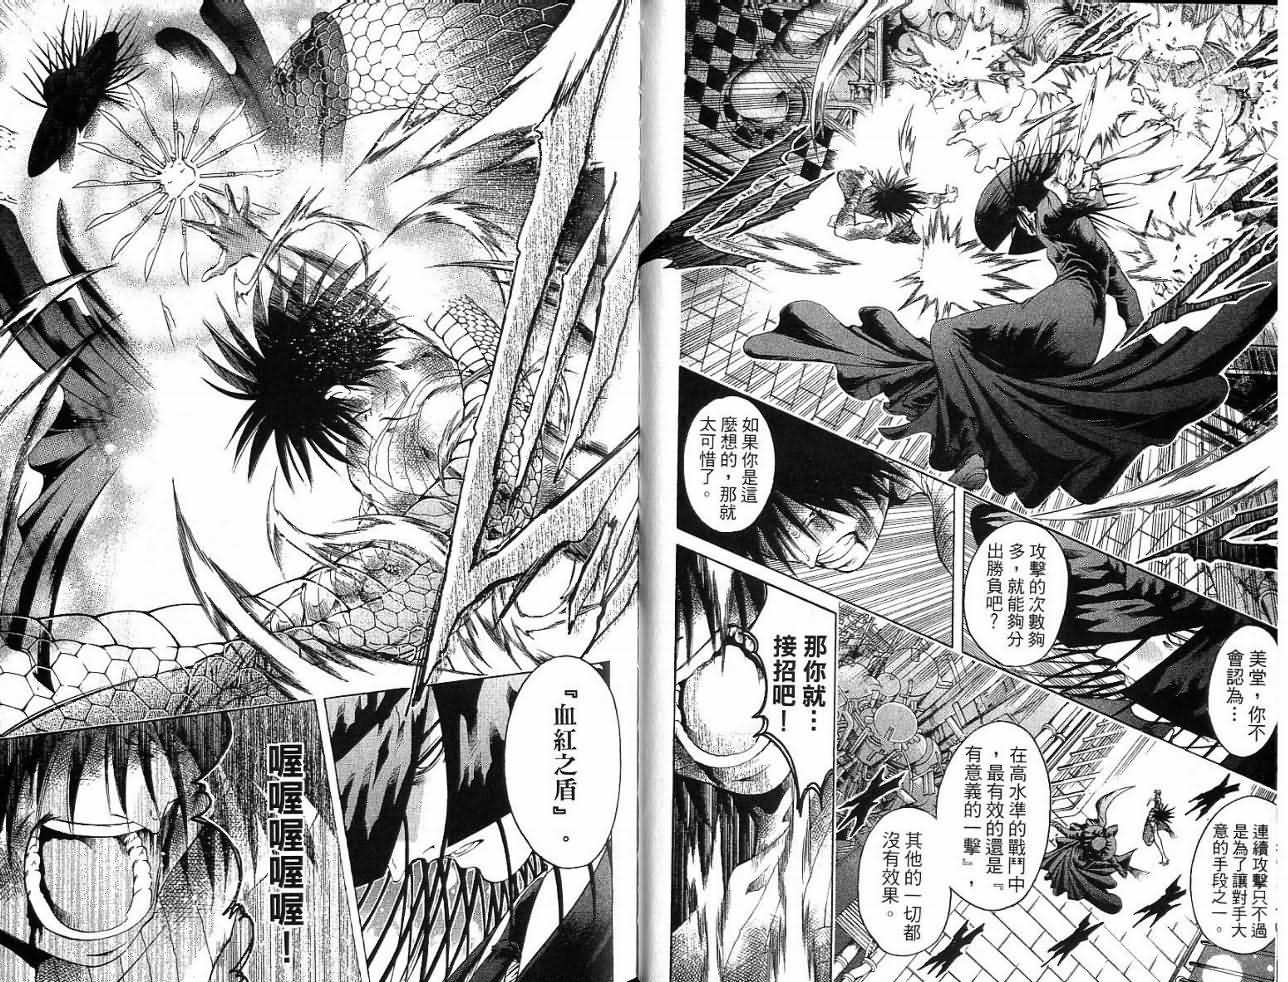 美堂，你不
會認為…
攻擊的次數夠
多，就能夠分
出勝負吧？
如果你是這
麼想的，那就
太可惜了。
連續攻擊只不過
是為了讓對手大
意的手段之一。
在高水準的戰鬥中
，最有效的還是『
有意義的一擊』，
其他的一切都
沒有效果。
那你就…
接招吧！
『血紅之盾』。
喔喔喔喔喔！